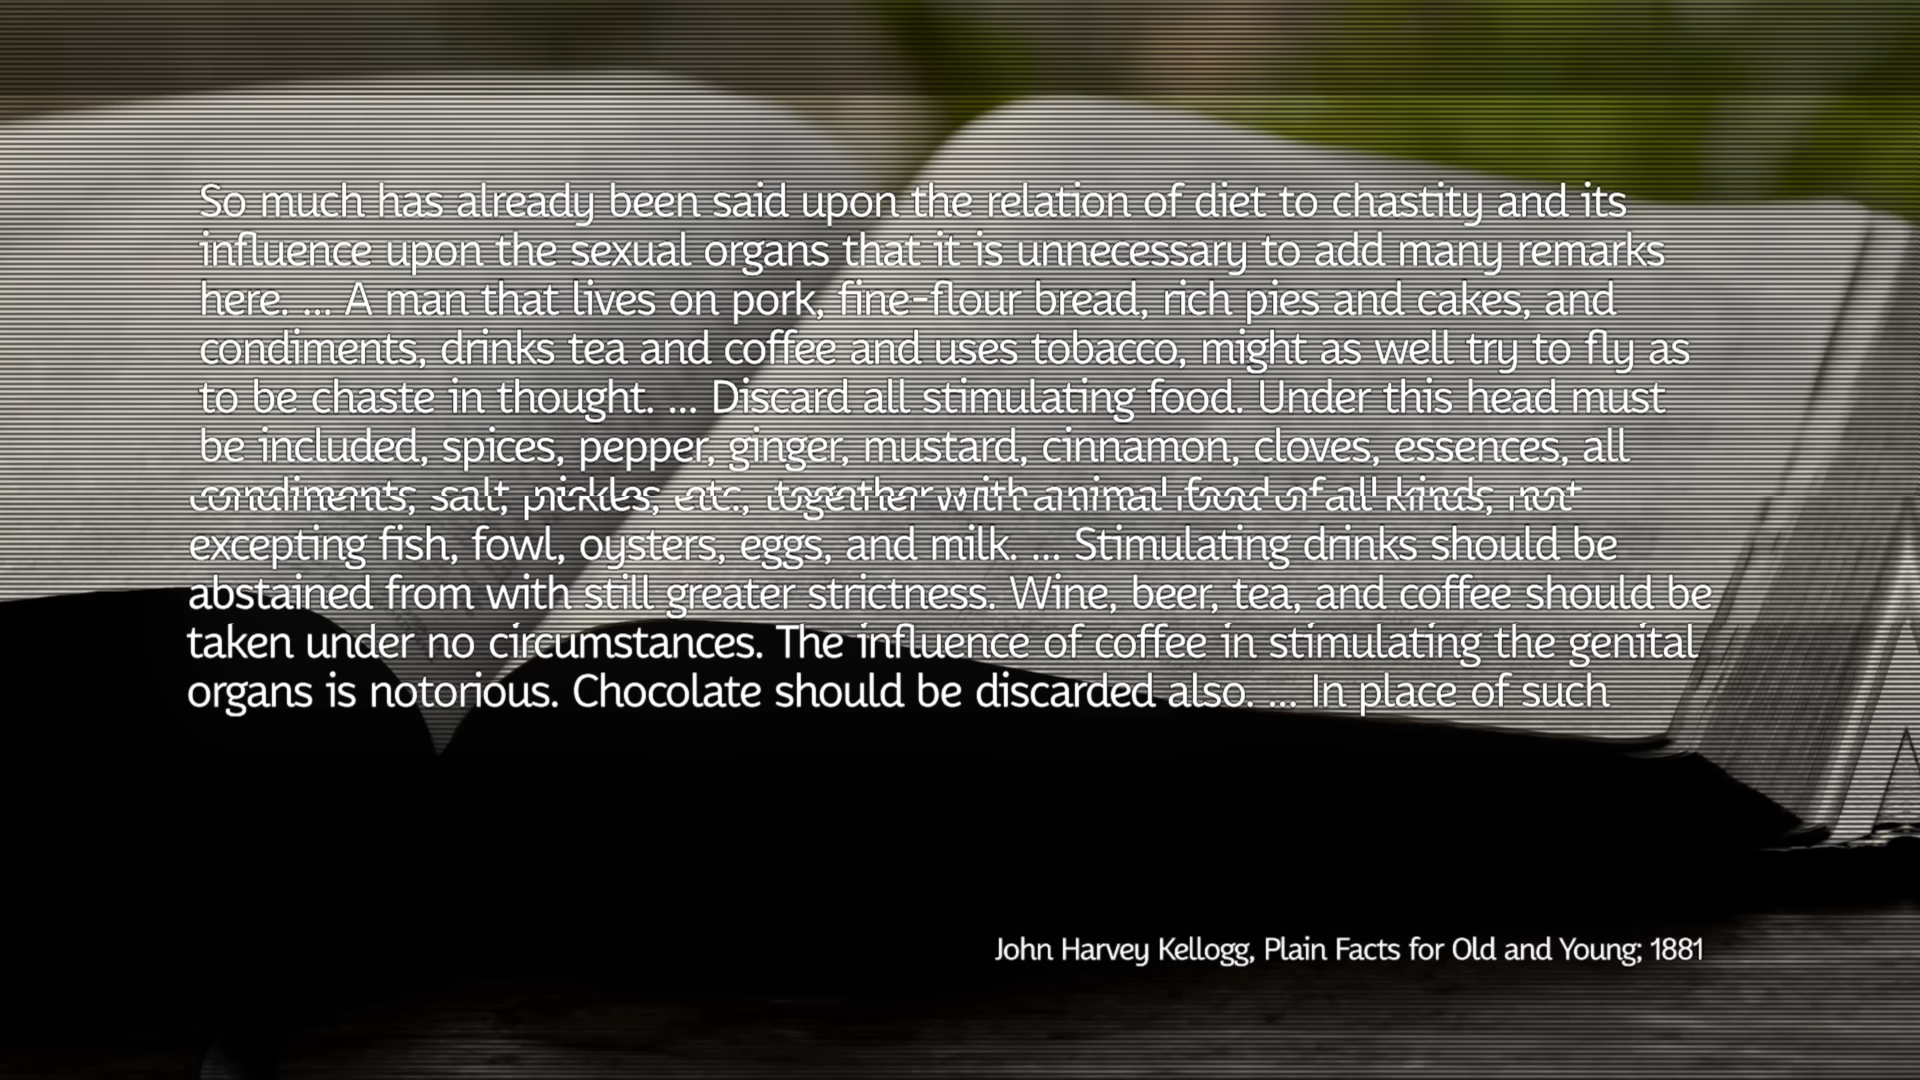 So much has already been said upon the relation of diet to chastity and its
influence upon the sexual organs that it is unnecessary to add many remarks
here. ... A man that lives on pork, fine-flour bread, rich pies and cakes, and
condiments, drinks tea and coffee and uses tobacco, might as well try to fly as
to be chaste in thought. ... Discard all stimulating food. Under this head must
be included, spices, pepper, ginger, mustard, cinnamon, cloves, essences, all
condiments, salt, pickles, etc., together with animal food of all kinds, not
excepting fish, fowl, oysters, eggs, and milk. ... Stimulating drinks should be
abstained from with still greater strictness. Wine, beer, tea, and coffee should be
taken under no circumstances. The influence of coffee in stimulating the genital
organs is notorious. Chocolate should be discarded also. ... In place of such
John Harvey Kellogg, Plain Facts for Old and Young; 1881